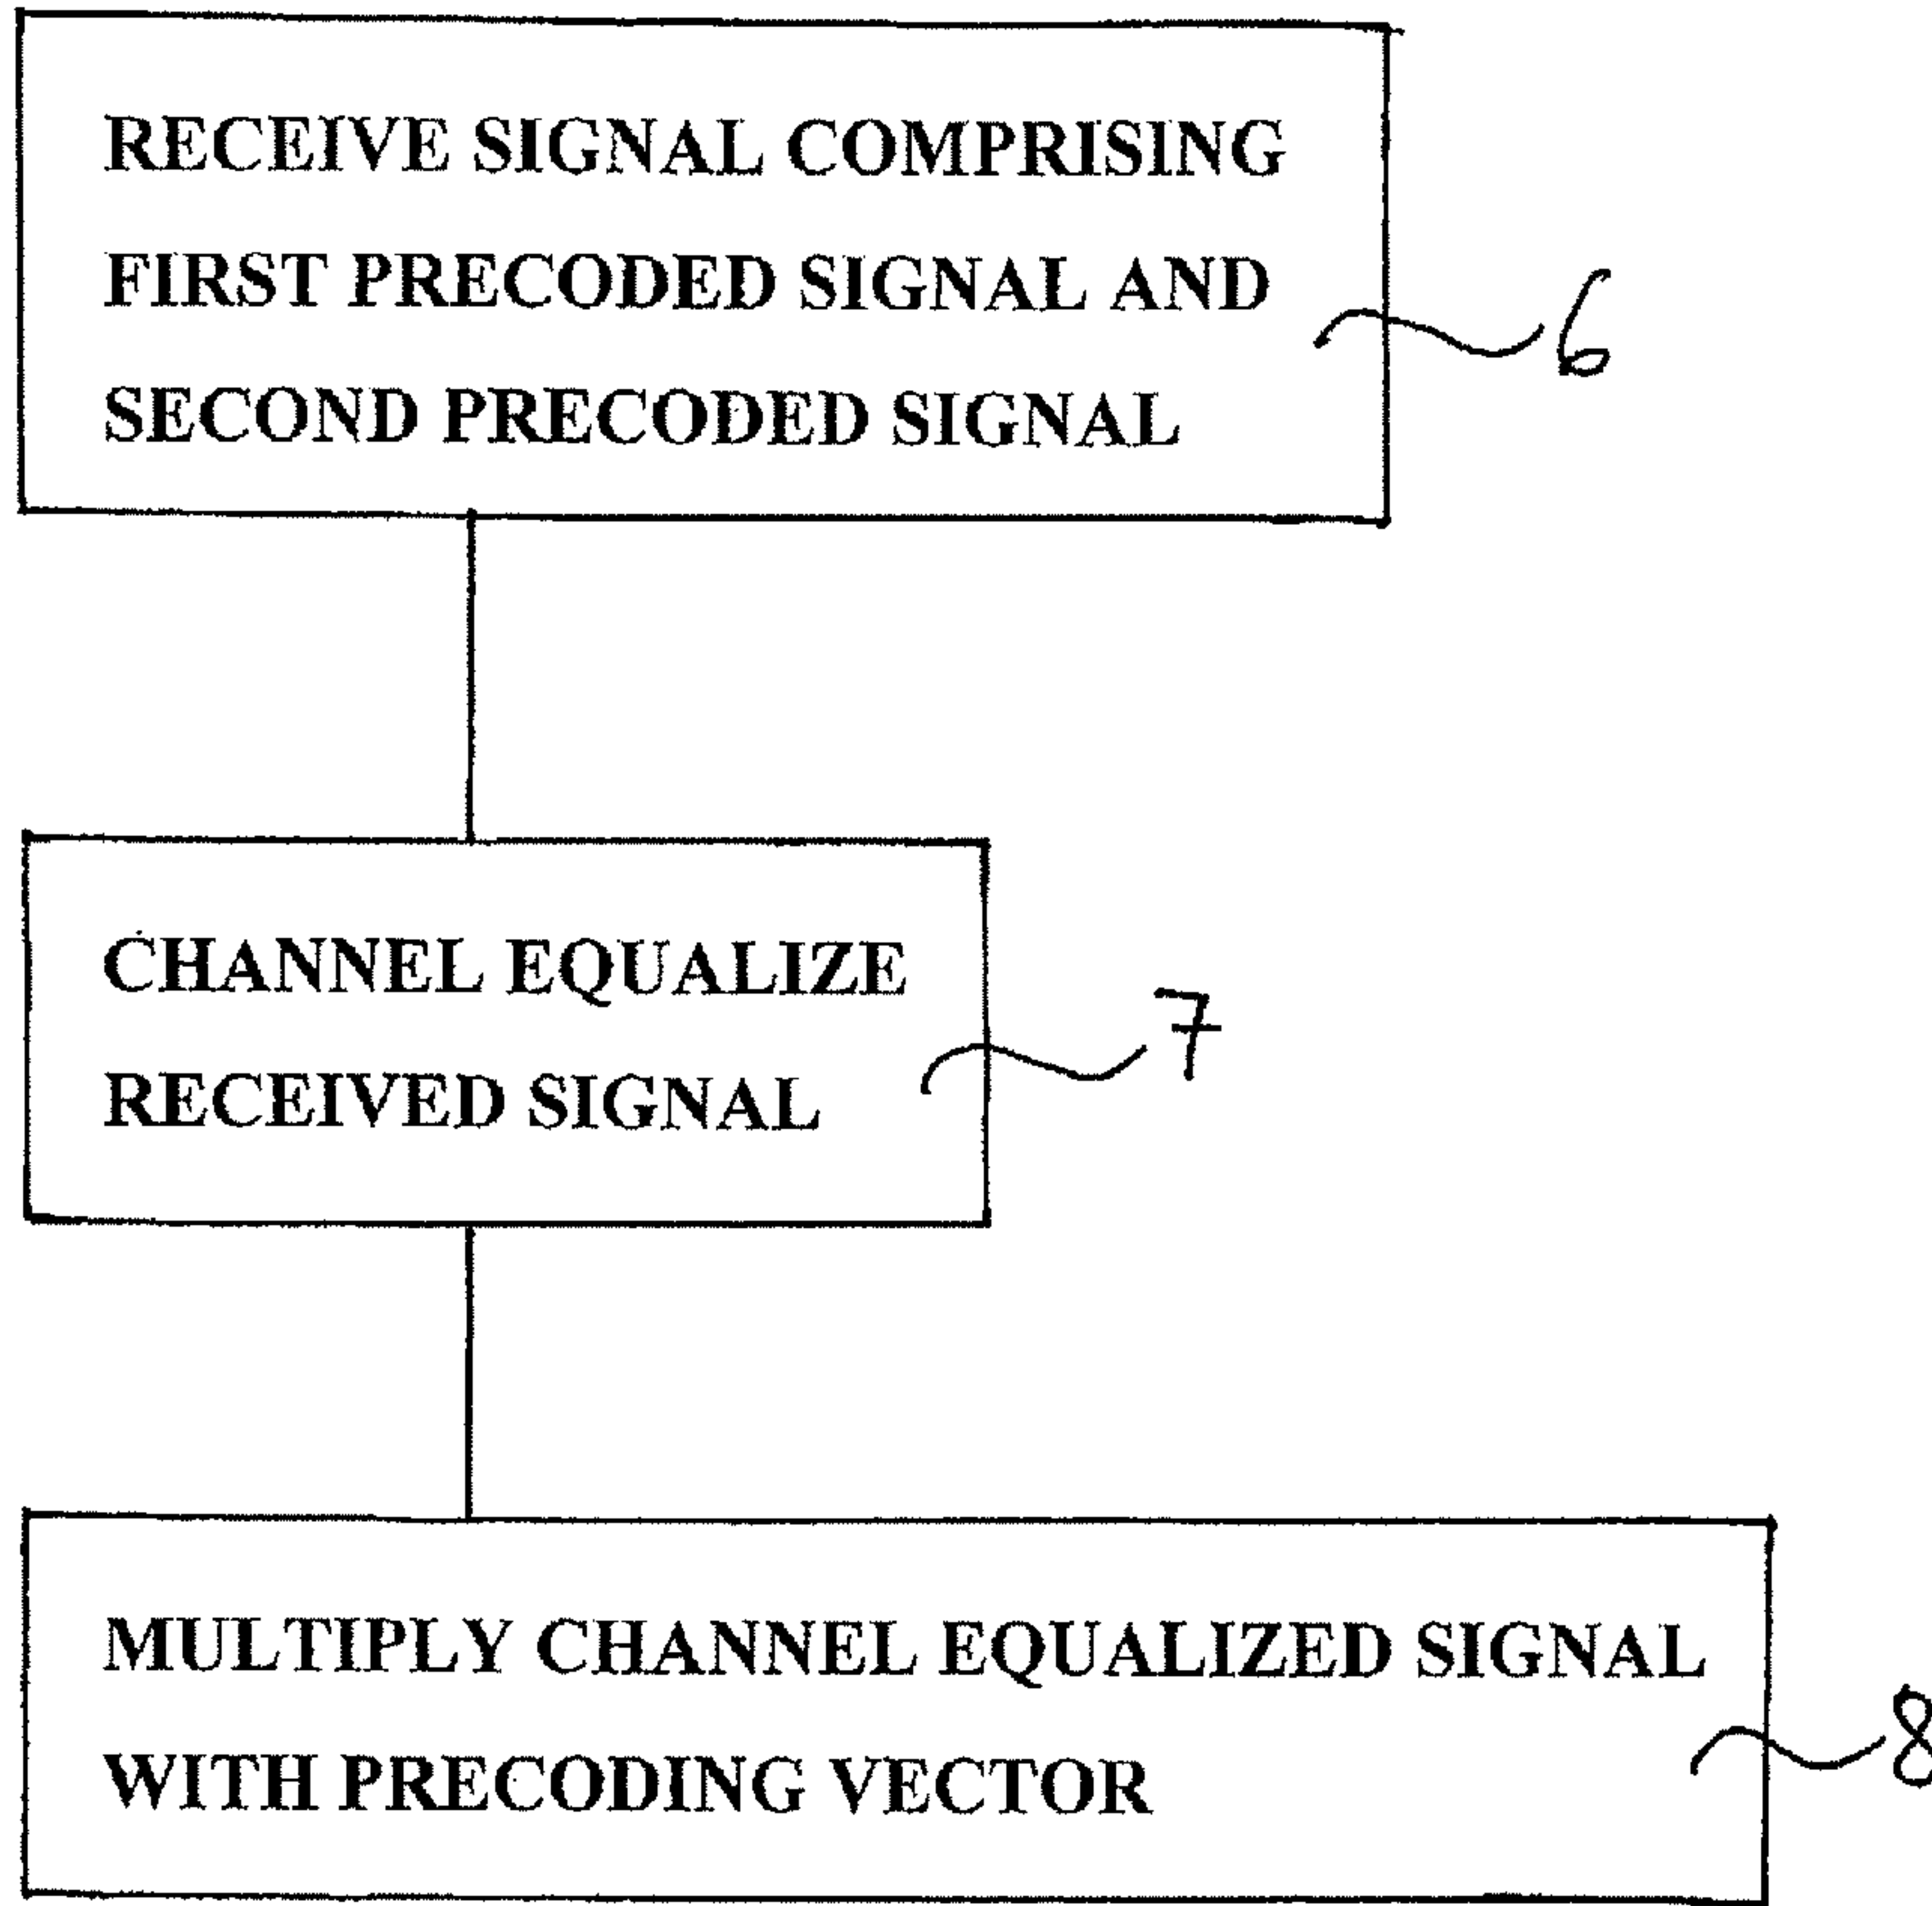 RECEIVE SIGNAL COMPRISING
FIRST PRECODED SIGNAL AND
SECOND PRECODED SIGNAL
6
CHANNEL EQUALIZE
RECEIVED SIGNAL
7
MULTIPLY CHANNEL EQUALIZED SIGNAL
WITH PRECODING VECTOR
8